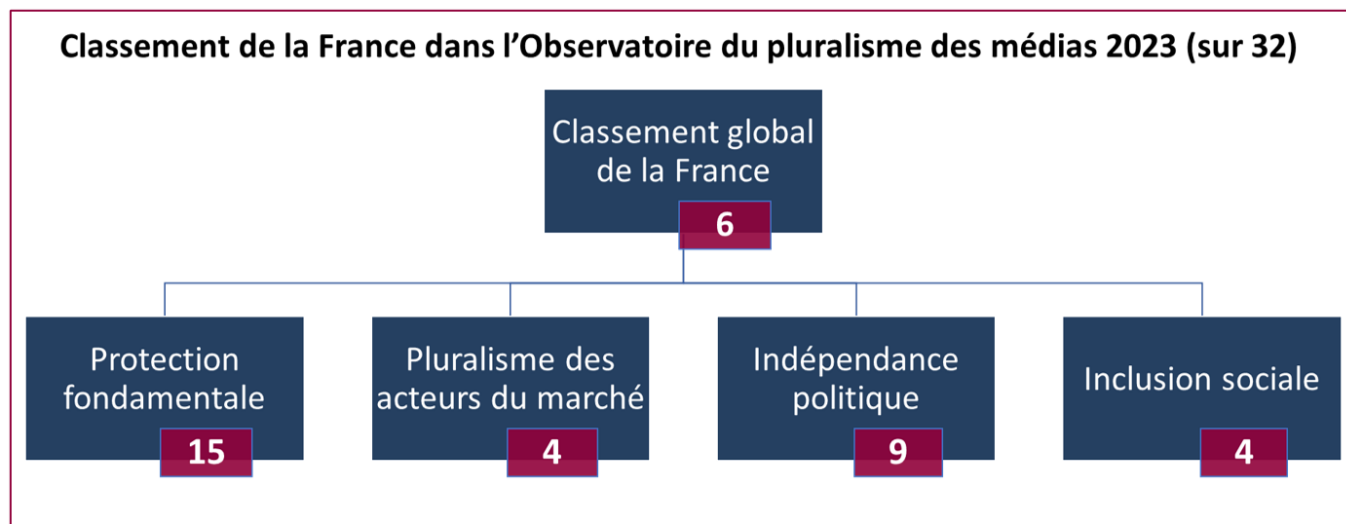 Classement de la France dans l’Observatoire du pluralisme des médias 2023 (sur 32)
Classement global
de la France
6
Protection
fondamentale
15
Pluralisme des
acteurs du marché
4
Indépendance
politique
9
Inclusion sociale
4